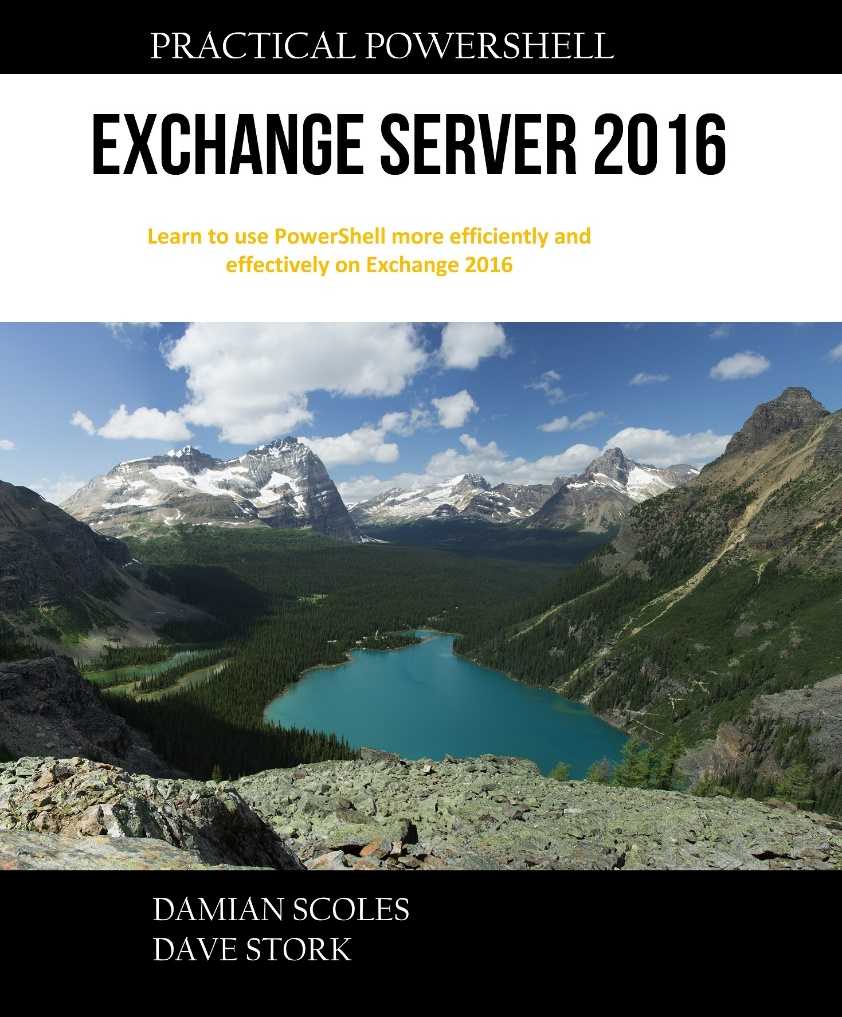 PRACTICAL POWERSHELL
EXCHANGE SERVER 2016
Learn to use PowerShell more efficiently and
effectively on Exchange 2016
DAMIAN SCOLES
DAVE STORK